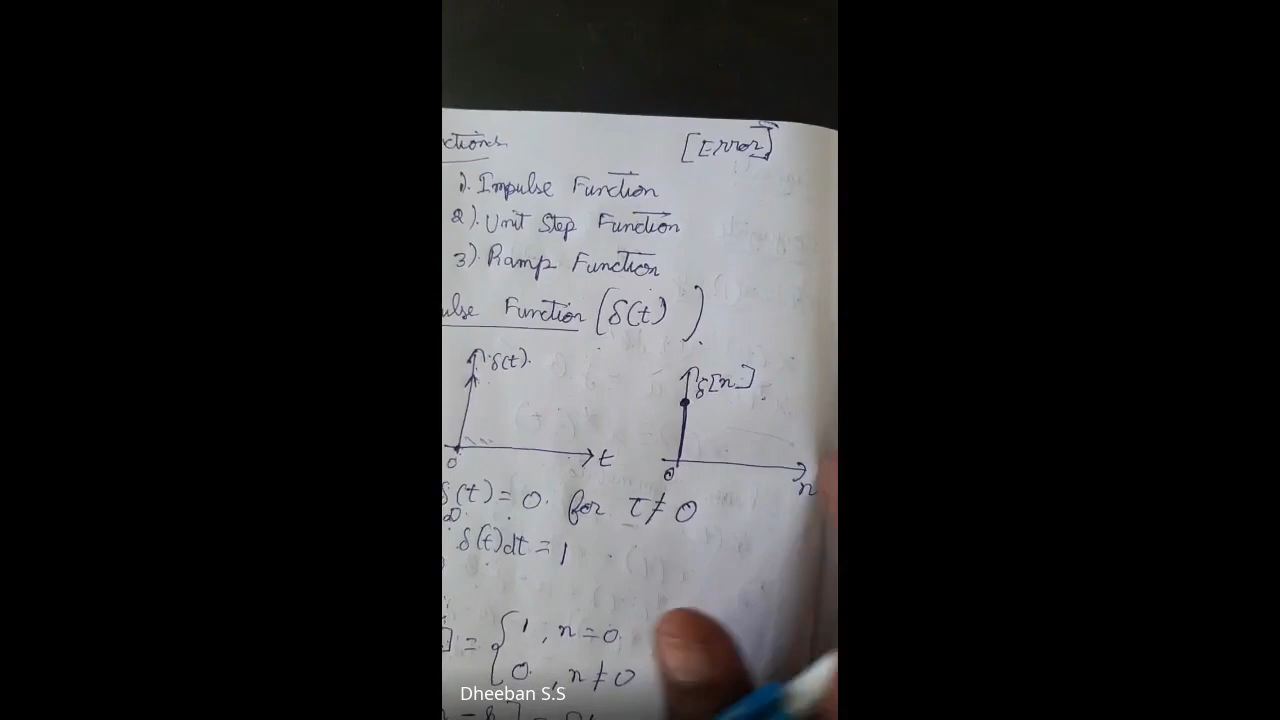 ctions [Error]
1). Impulse Function
2). Unit Step Function
3). Ramp Function
ulse Function (δ(t))
δ(t). δ[n]
0 t 0 n
δ(t) = 0. for t ≠ 0
∞
δ(t)dt = 1
] = { 1, n = 0
0, n ≠ 0
Dheeban S.S